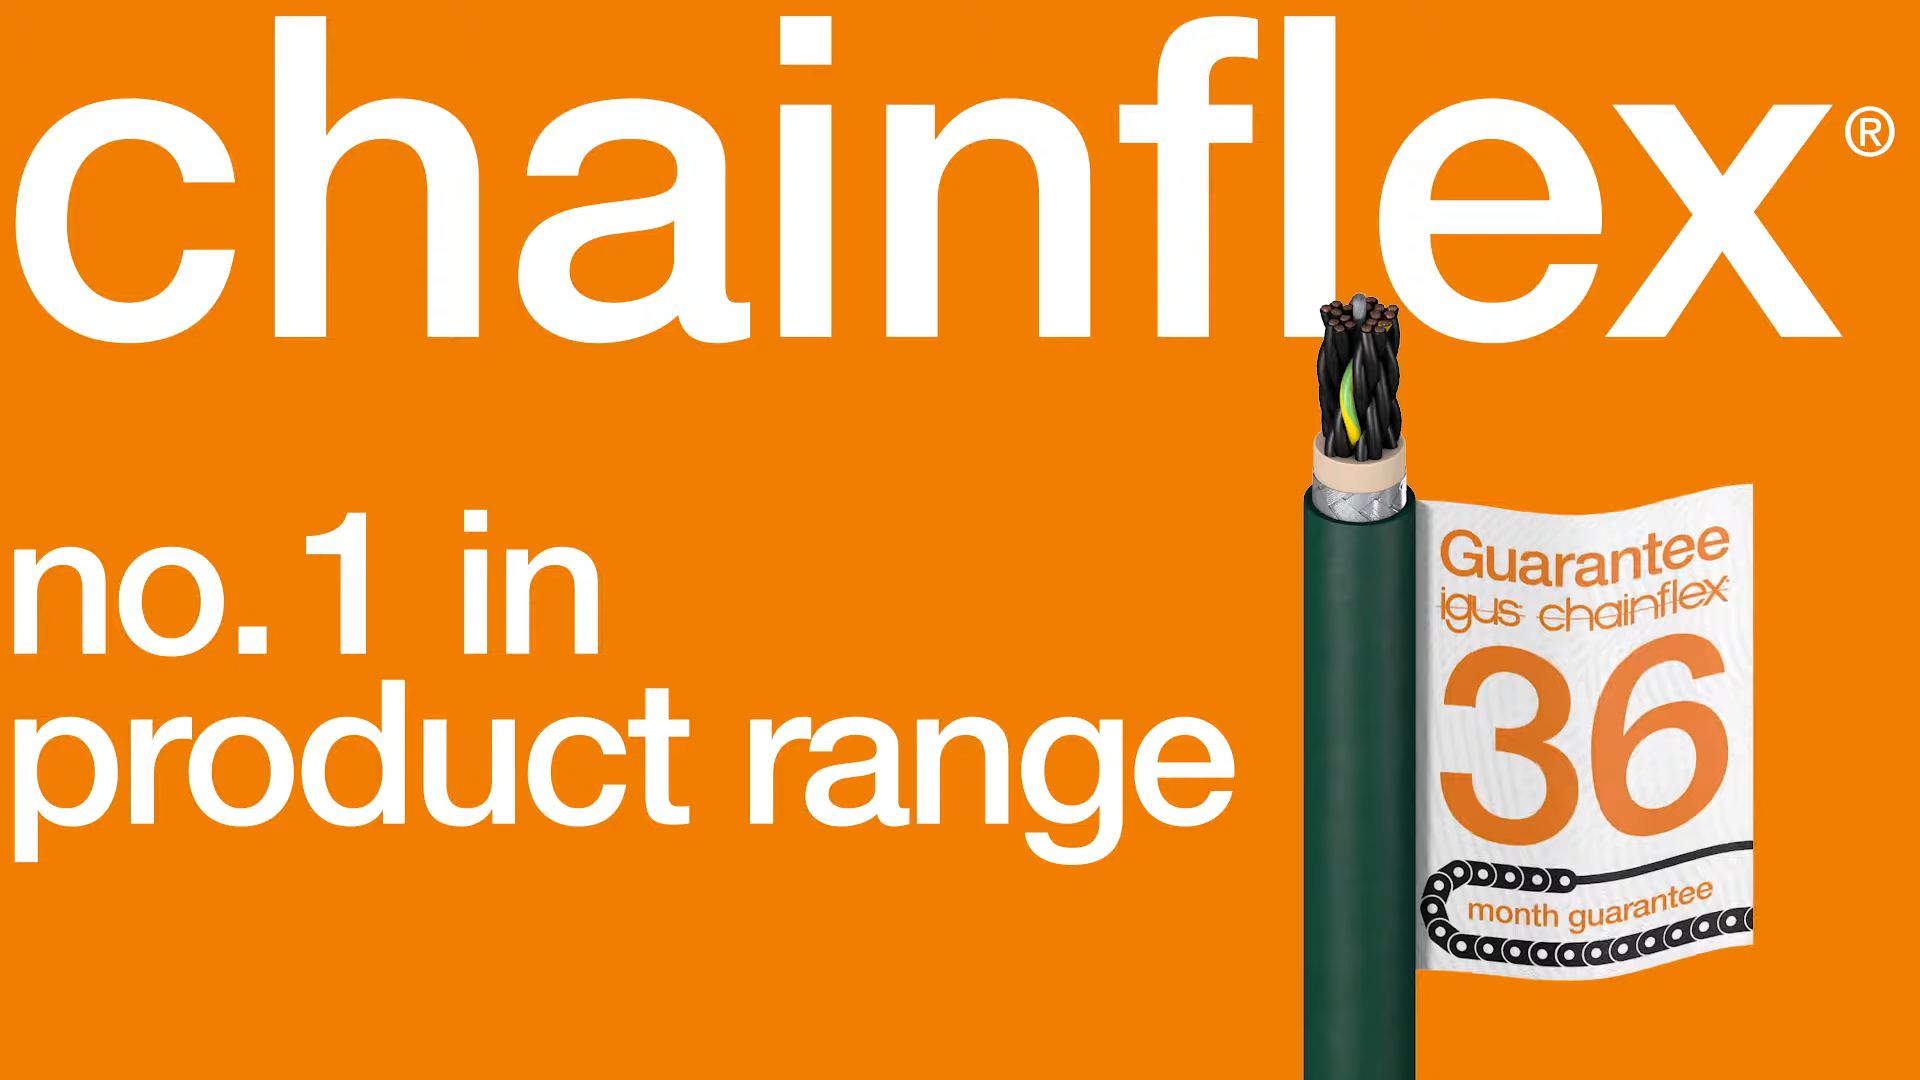 chainflex®
no.1 in
product range
Guarantee
igus chainflex
36
month guarantee